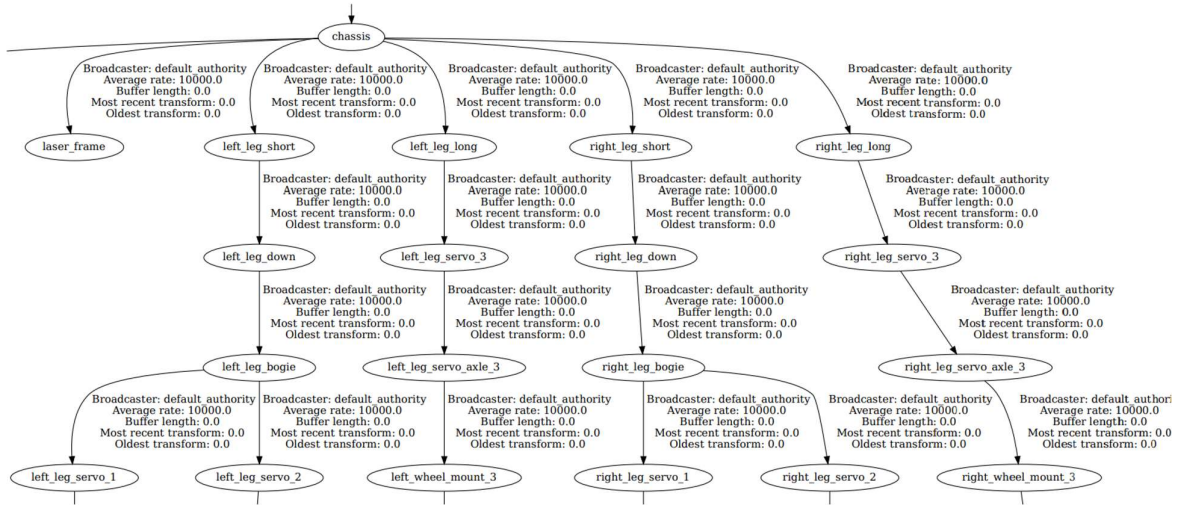 chassis
Broadcaster: default_authority
Average rate: 10000.0
Buffer length: 0.0
Most recent transform: 0.0
Oldest transform: 0.0
Broadcaster: default_authority
Average rate: 10000.0
Buffer length: 0.0
Most recent transform: 0.0
Oldest transform: 0.0
Broadcaster: default_authority
Average rate: 10000.0
Buffer length: 0.0
Most recent transform: 0.0
Oldest transform: 0.0
Broadcaster: default_authority
Average rate: 10000.0
Buffer length: 0.0
Most recent transform: 0.0
Oldest transform: 0.0
Broadcaster: default_authority
Average rate: 10000.0
Buffer length: 0.0
Most recent transform: 0.0
Oldest transform: 0.0
laser_frame
left_leg_short
left_leg_long
right_leg_short
right_leg_long
Broadcaster: default_authority
Average rate: 10000.0
Buffer length: 0.0
Most recent transform: 0.0
Oldest transform: 0.0
Broadcaster: default_authority
Average rate: 10000.0
Buffer length: 0.0
Most recent transform: 0.0
Oldest transform: 0.0
Broadcaster: default_authority
Average rate: 10000.0
Buffer length: 0.0
Most recent transform: 0.0
Oldest transform: 0.0
Broadcaster: default_authority
Average rate: 10000.0
Buffer length: 0.0
Most recent transform: 0.0
Oldest transform: 0.0
left_leg_down
left_leg_servo_3
right_leg_down
right_leg_servo_3
Broadcaster: default_authority
Average rate: 10000.0
Buffer length: 0.0
Most recent transform: 0.0
Oldest transform: 0.0
Broadcaster: default_authority
Average rate: 10000.0
Buffer length: 0.0
Most recent transform: 0.0
Oldest transform: 0.0
Broadcaster: default_authority
Average rate: 10000.0
Buffer length: 0.0
Most recent transform: 0.0
Oldest transform: 0.0
Broadcaster: default_authority
Average rate: 10000.0
Buffer length: 0.0
Most recent transform: 0.0
Oldest transform: 0.0
left_leg_bogie
left_leg_servo_axle_3
right_leg_bogie
right_leg_servo_axle_3
Broadcaster: default_authority
Average rate: 10000.0
Buffer length: 0.0
Most recent transform: 0.0
Oldest transform: 0.0
Broadcaster: default_authority
Average rate: 10000.0
Buffer length: 0.0
Most recent transform: 0.0
Oldest transform: 0.0
Broadcaster: default_authority
Average rate: 10000.0
Buffer length: 0.0
Most recent transform: 0.0
Oldest transform: 0.0
Broadcaster: default_authority
Average rate: 10000.0
Buffer length: 0.0
Most recent transform: 0.0
Oldest transform: 0.0
Broadcaster: default_authority
Average rate: 10000.0
Buffer length: 0.0
Most recent transform: 0.0
Oldest transform: 0.0
Broadcaster: default_authori
Average rate: 10000.0
Buffer length: 0.0
Most recent transform: 0.0
Oldest transform: 0.0
left_leg_servo_1
left_leg_servo_2
left_wheel_mount_3
right_leg_servo_1
right_leg_servo_2
right_wheel_mount_3